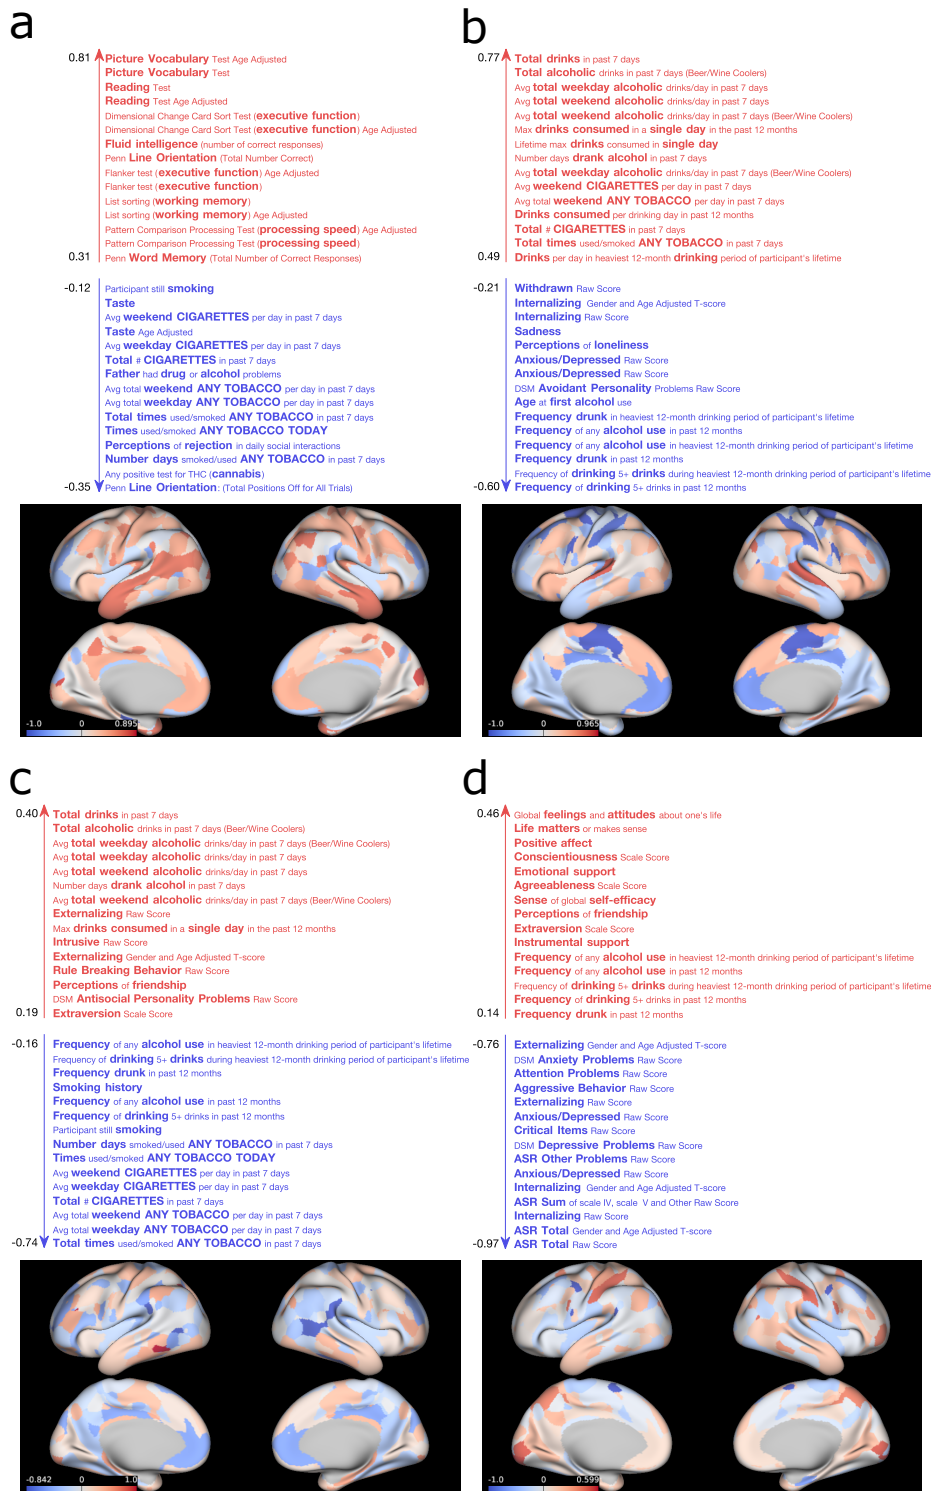 a
0.81
Picture Vocabulary Test Age Adjusted
Picture Vocabulary Test
Reading Test
Reading Test Age Adjusted
Dimensional Change Card Sort Test (executive function)
Dimensional Change Card Sort Test (executive function) Age Adjusted
Fluid intelligence (number of correct responses)
Penn Line Orientation (Total Number Correct)
Flanker test (executive function) Age Adjusted
Flanker test (executive function)
List sorting (working memory)
List sorting (working memory) Age Adjusted
Pattern Comparison Processing Test (processing speed) Age Adjusted
Pattern Comparison Processing Test (processing speed)
0.31
Penn Word Memory (Total Number of Correct Responses)
-0.12
Participant still smoking
Taste
Avg weekend CIGARETTES per day in past 7 days
Taste Age Adjusted
Avg weekday CIGARETTES per day in past 7 days
Total # CIGARETTES in past 7 days
Father had drug or alcohol problems
Avg total weekend ANY TOBACCO per day in past 7 days
Avg total weekday ANY TOBACCO per day in past 7 days
Total times used/smoked ANY TOBACCO in past 7 days
Times used/smoked ANY TOBACCO TODAY
Perceptions of rejection in daily social interactions
Number days smoked/used ANY TOBACCO in past 7 days
Any positive test for THC (cannabis)
-0.35
Penn Line Orientation: (Total Positions Off for All Trials)
-1.0 0 0.895
b
0.77
Total drinks in past 7 days
Total alcoholic drinks in past 7 days (Beer/Wine Coolers)
Avg total weekday alcoholic drinks/day in past 7 days
Avg total weekend alcoholic drinks/day in past 7 days
Avg total weekend alcoholic drinks/day in past 7 days (Beer/Wine Coolers)
Max drinks consumed in a single day in the past 12 months
Lifetime max drinks consumed in single day
Number days drank alcohol in past 7 days
Avg total weekday alcoholic drinks/day in past 7 days (Beer/Wine Coolers)
Avg weekend CIGARETTES per day in past 7 days
Avg total weekend ANY TOBACCO per day in past 7 days
Drinks consumed per drinking day in past 12 months
Total # CIGARETTES in past 7 days
Total times used/smoked ANY TOBACCO in past 7 days
0.49
Drinks per day in heaviest 12-month drinking period of participant's lifetime
-0.21
Withdrawn Raw Score
Internalizing Gender and Age Adjusted T-score
Internalizing Raw Score
Sadness
Perceptions of loneliness
Anxious/Depressed Raw Score
Anxious/Depressed Raw Score
DSM Avoidant Personality Problems Raw Score
Age at first alcohol use
Frequency drunk in heaviest 12-month drinking period of participant's lifetime
Frequency of any alcohol use in past 12 months
Frequency of any alcohol use in heaviest 12-month drinking period of participant's lifetime
Frequency drunk in past 12 months
Frequency of drinking 5+ drinks during heaviest 12-month drinking period of participant's lifetime
-0.60
Frequency of drinking 5+ drinks in past 12 months
-1.0 0 0.965
c
0.40
Total drinks in past 7 days
Total alcoholic drinks in past 7 days (Beer/Wine Coolers)
Avg total weekday alcoholic drinks/day in past 7 days (Beer/Wine Coolers)
Avg total weekday alcoholic drinks/day in past 7 days
Avg total weekend alcoholic drinks/day in past 7 days
Number days drank alcohol in past 7 days
Avg total weekend alcoholic drinks/day in past 7 days (Beer/Wine Coolers)
Externalizing Raw Score
Max drinks consumed in a single day in the past 12 months
Intrusive Raw Score
Externalizing Gender and Age Adjusted T-score
Rule Breaking Behavior Raw Score
Perceptions of friendship
DSM Antisocial Personality Problems Raw Score
0.19
Extraversion Scale Score
-0.16
Frequency of any alcohol use in heaviest 12-month drinking period of participant's lifetime
Frequency of drinking 5+ drinks during heaviest 12-month drinking period of participant's lifetime
Frequency drunk in past 12 months
Smoking history
Frequency of any alcohol use in past 12 months
Frequency of drinking 5+ drinks in past 12 months
Participant still smoking
Number days smoked/used ANY TOBACCO in past 7 days
Times used/smoked ANY TOBACCO TODAY
Avg weekend CIGARETTES per day in past 7 days
Avg weekday CIGARETTES per day in past 7 days
Total # CIGARETTES in past 7 days
Avg total weekend ANY TOBACCO per day in past 7 days
Avg total weekday ANY TOBACCO per day in past 7 days
-0.74
Total times used/smoked ANY TOBACCO in past 7 days
-0.842 0 1.0
d
0.46
Global feelings and attitudes about one's life
Life matters or makes sense
Positive affect
Conscientiousness Scale Score
Emotional support
Agreeableness Scale Score
Sense of global self-efficacy
Perceptions of friendship
Extraversion Scale Score
Instrumental support
Frequency of any alcohol use in heaviest 12-month drinking period of participant's lifetime
Frequency of any alcohol use in past 12 months
Frequency of drinking 5+ drinks during heaviest 12-month drinking period of participant's lifetime
Frequency of drinking 5+ drinks in past 12 months
0.14
Frequency drunk in past 12 months
-0.76
Externalizing Gender and Age Adjusted T-score
DSM Anxiety Problems Raw Score
Attention Problems Raw Score
Aggressive Behavior Raw Score
Externalizing Raw Score
Anxious/Depressed Raw Score
Critical Items Raw Score
DSM Depressive Problems Raw Score
ASR Other Problems Raw Score
Anxious/Depressed Raw Score
Internalizing Gender and Age Adjusted T-score
ASR Sum of scale IV, scale V and Other Raw Score
Internalizing Raw Score
ASR Total Gender and Age Adjusted T-score
-0.97
ASR Total Raw Score
-1.0 0 0.599